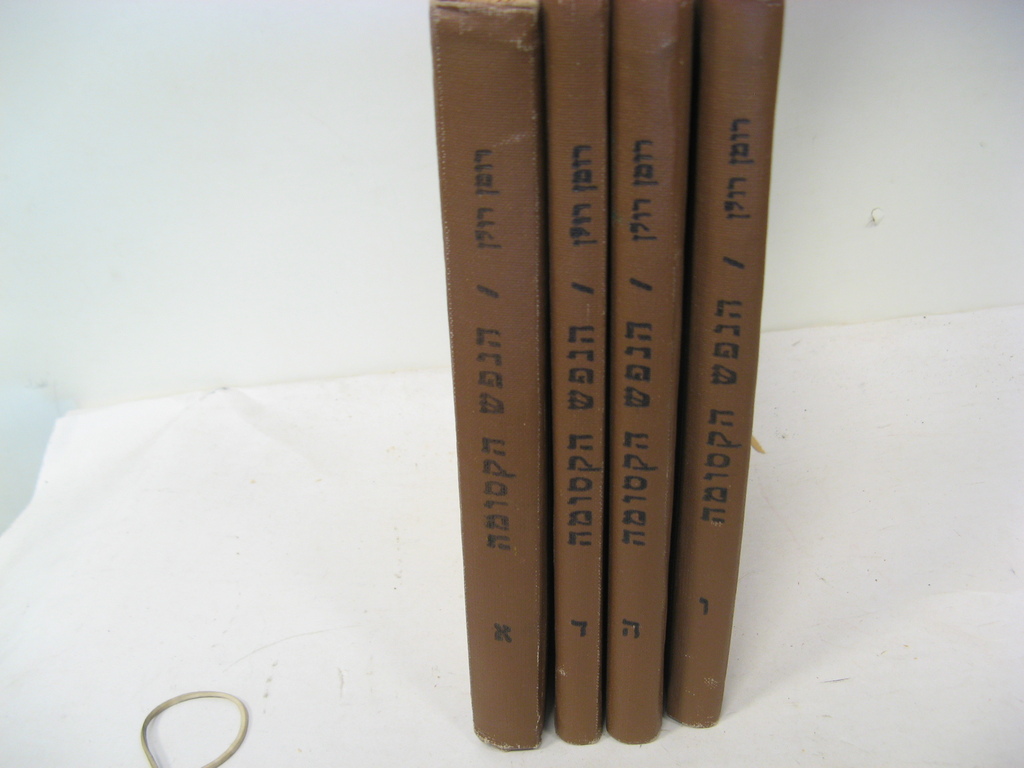 רומן רולן / הנפש הקסומה א
רומן רולן / הנפש הקסומה ד
רומן רולן / הנפש הקסומה ה
רומן רולן / הנפש הקסומה ו